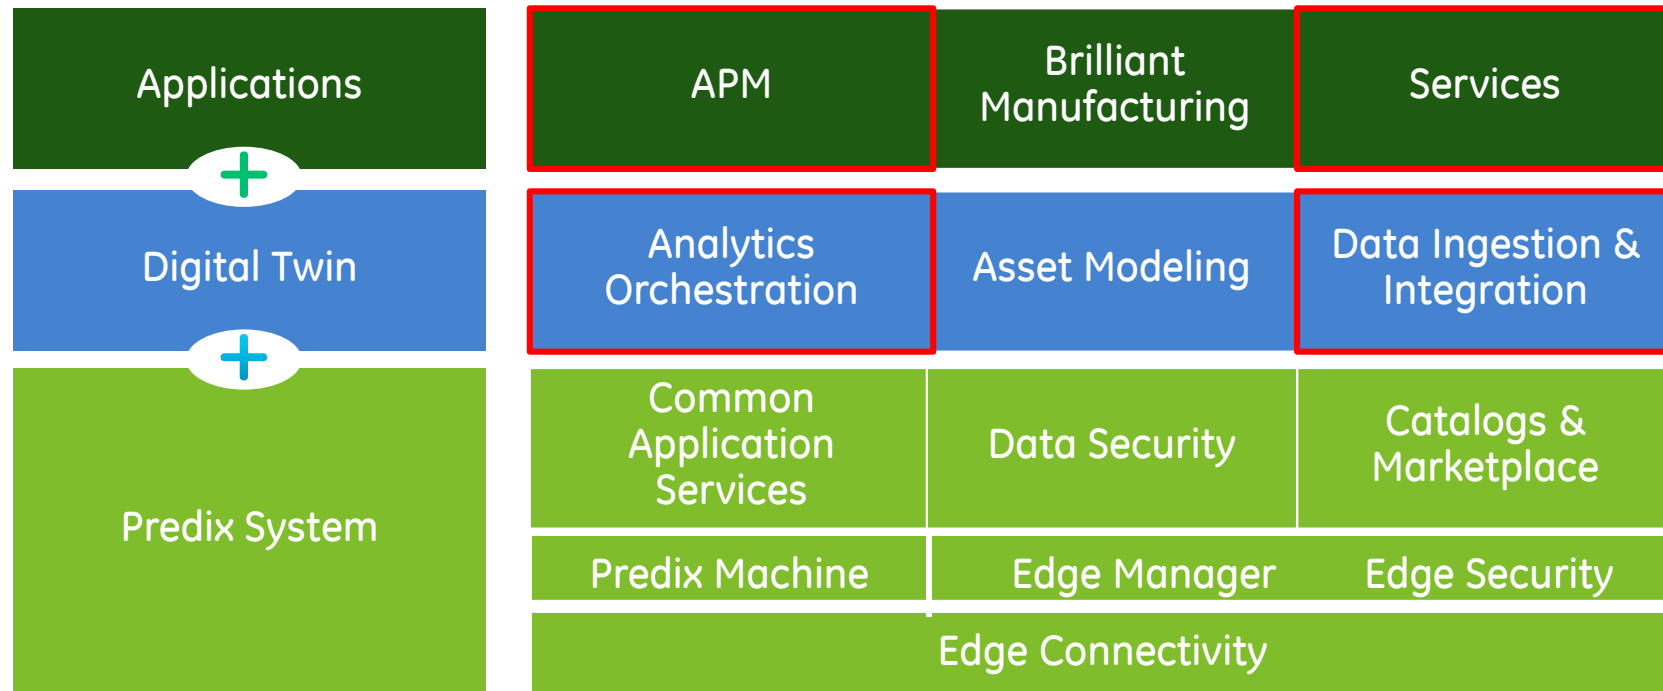 Applications
APM
Brilliant
Manufacturing
Services
Digital Twin
Analytics
Orchestration
Asset Modeling
Data Ingestion &
Integration
Predix System
Common
Application
Services
Data Security
Catalogs &
Marketplace
Predix Machine
Edge Manager
Edge Security
Edge Connectivity